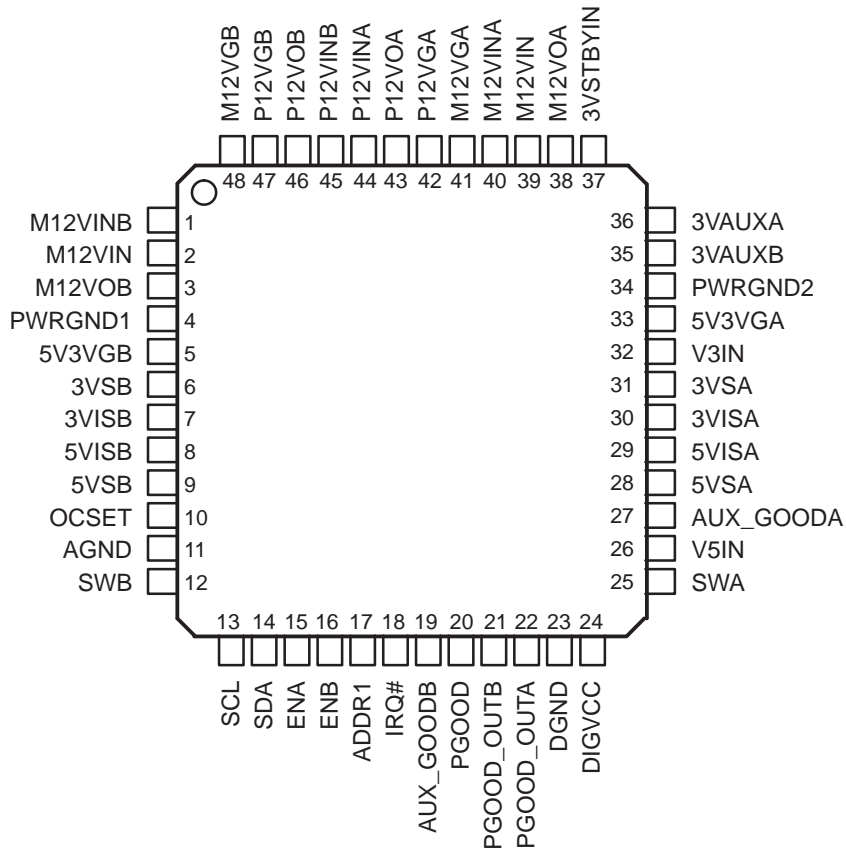 M12VGB
P12VGB
P12VOB
P12VINB
P12VINA
P12VOA
P12VGA
M12VGA
M12VINA
M12VIN
M12VOA
3VSTBYIN
48 47 46 45 44 43 42 41 40 39 38 37
M12VINB 1
M12VIN 2
M12VOB 3
PWRGND1 4
5V3VGB 5
3VSB 6
3VISB 7
5VISB 8
5VSB 9
OCSET 10
AGND 11
SWB 12
36 3VAUXA
35 3VAUXB
34 PWRGND2
33 5V3VGA
32 V3IN
31 3VSA
30 3VISA
29 5VISA
28 5VSA
27 AUX_GOODA
26 V5IN
25 SWA
13 14 15 16 17 18 19 20 21 22 23 24
SCL
SDA
ENA
ENB
ADDR1
IRQ#
AUX_GOODB
PGOOD
PGOOD_OUTB
PGOOD_OUTA
DGND
DIGVCC